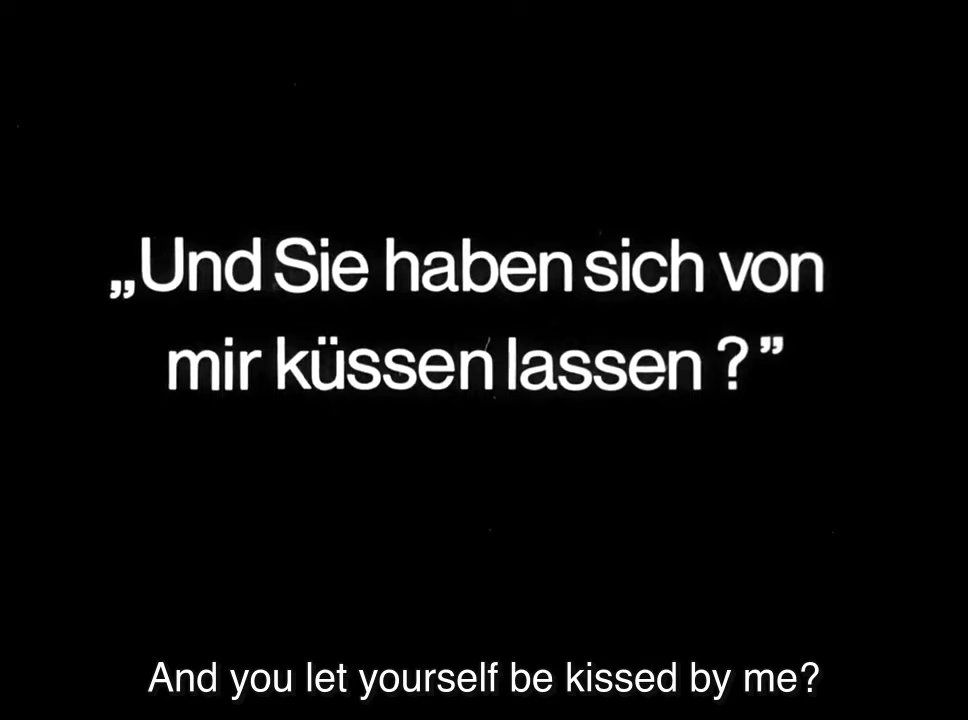 „Und Sie haben sich von
mir küssen lassen ?”
And you let yourself be kissed by me?